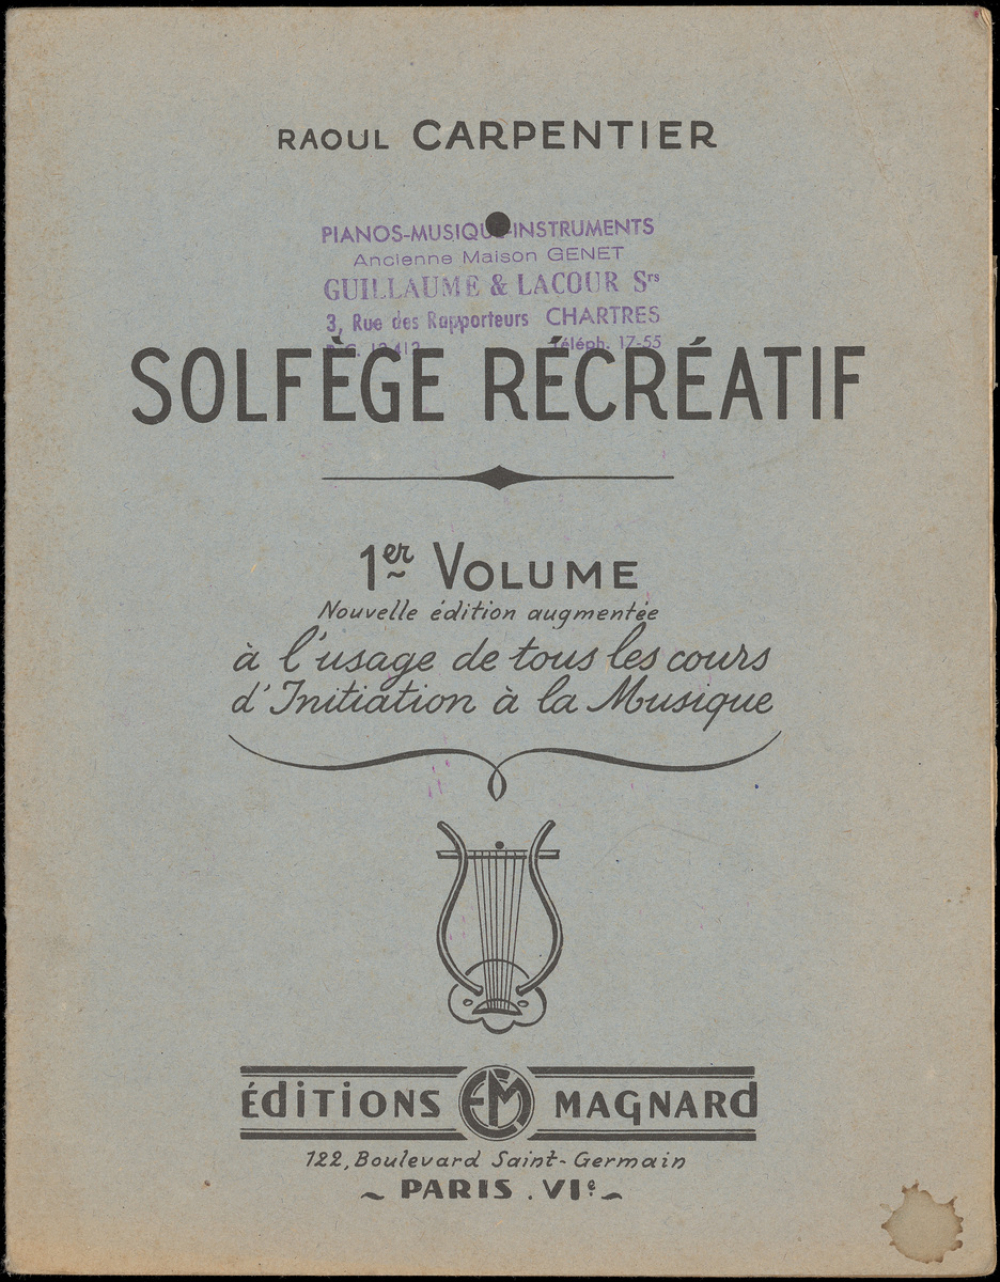 RAOUL CARPENTIER
PIANOS-MUSIQUE-INSTRUMENTS
Ancienne Maison GENET
GUILLAUME & LACOUR Srs
3, Rue des Rapporteurs CHARTRES
Téléph. 17-55
SOLFÈGE RÉCRÉATIF
1er VOLUME
Nouvelle édition augmentée
à l'usage de tous les cours
d'Initiation à la Musique
ÉdiTiONS EM MAGNARd
122, Boulevard Saint-Germain
~ PARIS . VIe ~